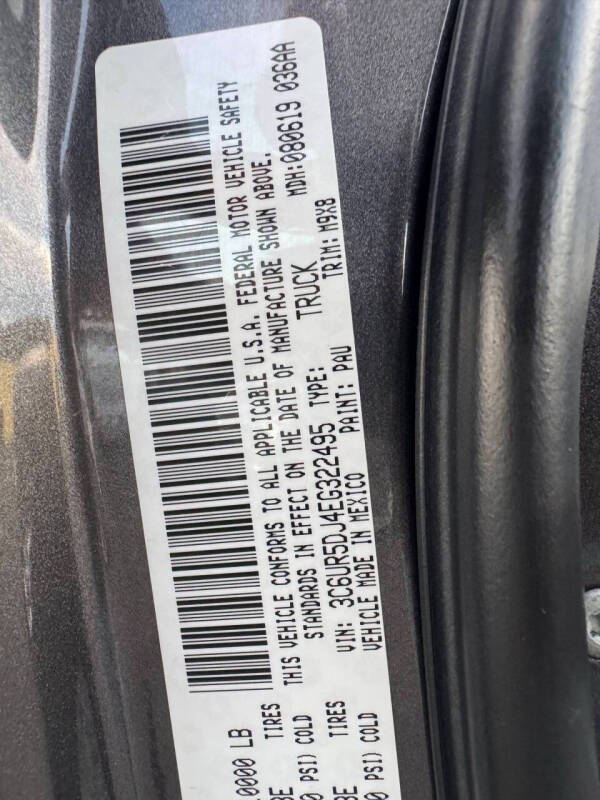 10000 LB
TIRES
PSI) COLD
TIRES
PSI) COLD
THIS VEHICLE CONFORMS TO ALL APPLICABLE U.S.A. FEDERAL MOTOR VEHICLE SAFETY
STANDARDS IN EFFECT ON THE DATE OF MANUFACTURE SHOWN ABOVE. MDH:080619 036AA
VIN: 3C6UR5DJ4EG322495 TYPE: TRUCK
VEHICLE MADE IN MEXICO PAINT: PAU TRIM: M9X8